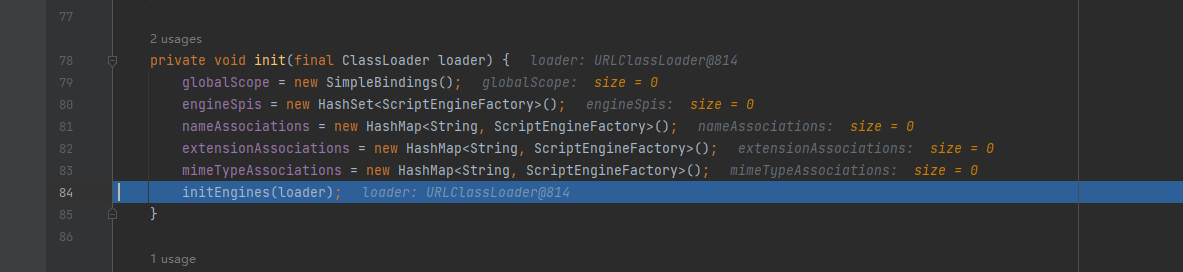 77
2 usages
78 private void init(final ClassLoader loader) { loader: URLClassLoader@814
79 globalScope = new SimpleBindings(); globalScope: size = 0
80 engineSpis = new HashSet<ScriptEngineFactory>(); engineSpis: size = 0
81 nameAssociations = new HashMap<String, ScriptEngineFactory>(); nameAssociations: size = 0
82 extensionAssociations = new HashMap<String, ScriptEngineFactory>(); extensionAssociations: size = 0
83 mimeTypeAssociations = new HashMap<String, ScriptEngineFactory>(); mimeTypeAssociations: size = 0
84 initEngines(loader); loader: URLClassLoader@814
85 }
86
1 usage